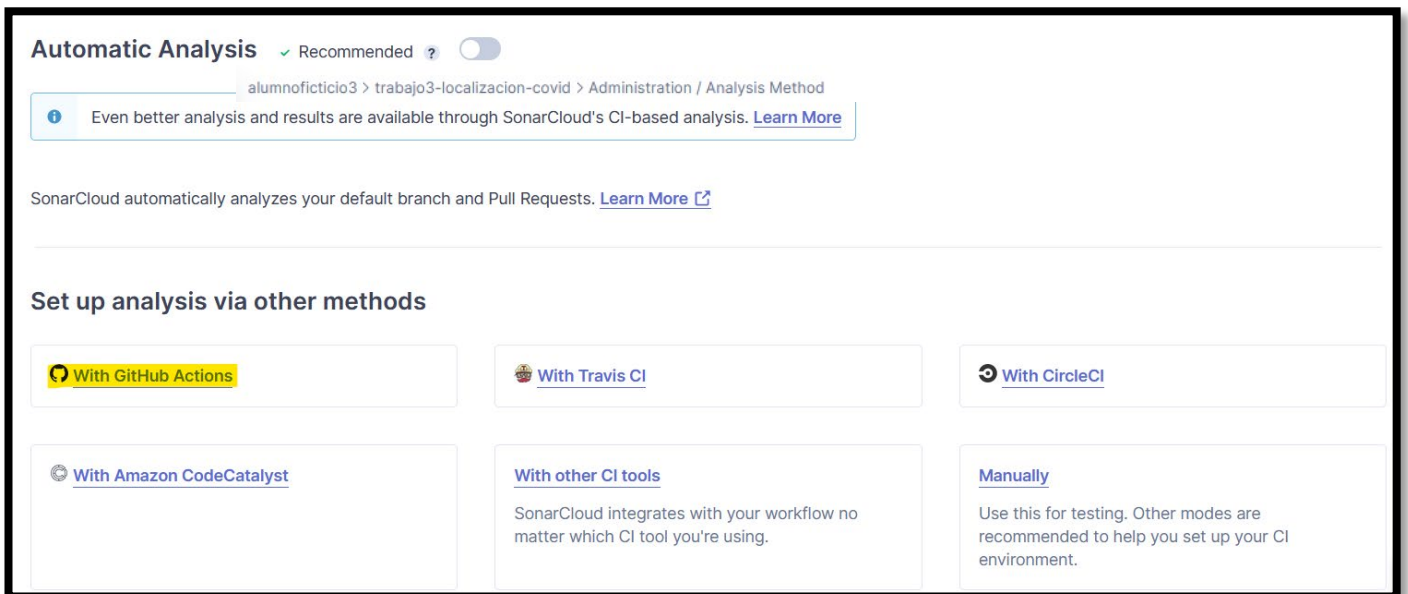 Automatic Analysis ✓ Recommended ?
alumnoficticio3 > trabajo3-localizacion-covid > Administration / Analysis Method
Even better analysis and results are available through SonarCloud's CI-based analysis. Learn More
SonarCloud automatically analyzes your default branch and Pull Requests. Learn More
Set up analysis via other methods
With GitHub Actions
With Travis CI
With CircleCI
With Amazon CodeCatalyst
With other CI tools
SonarCloud integrates with your workflow no
matter which CI tool you're using.
Manually
Use this for testing. Other modes are
recommended to help you set up your CI
environment.